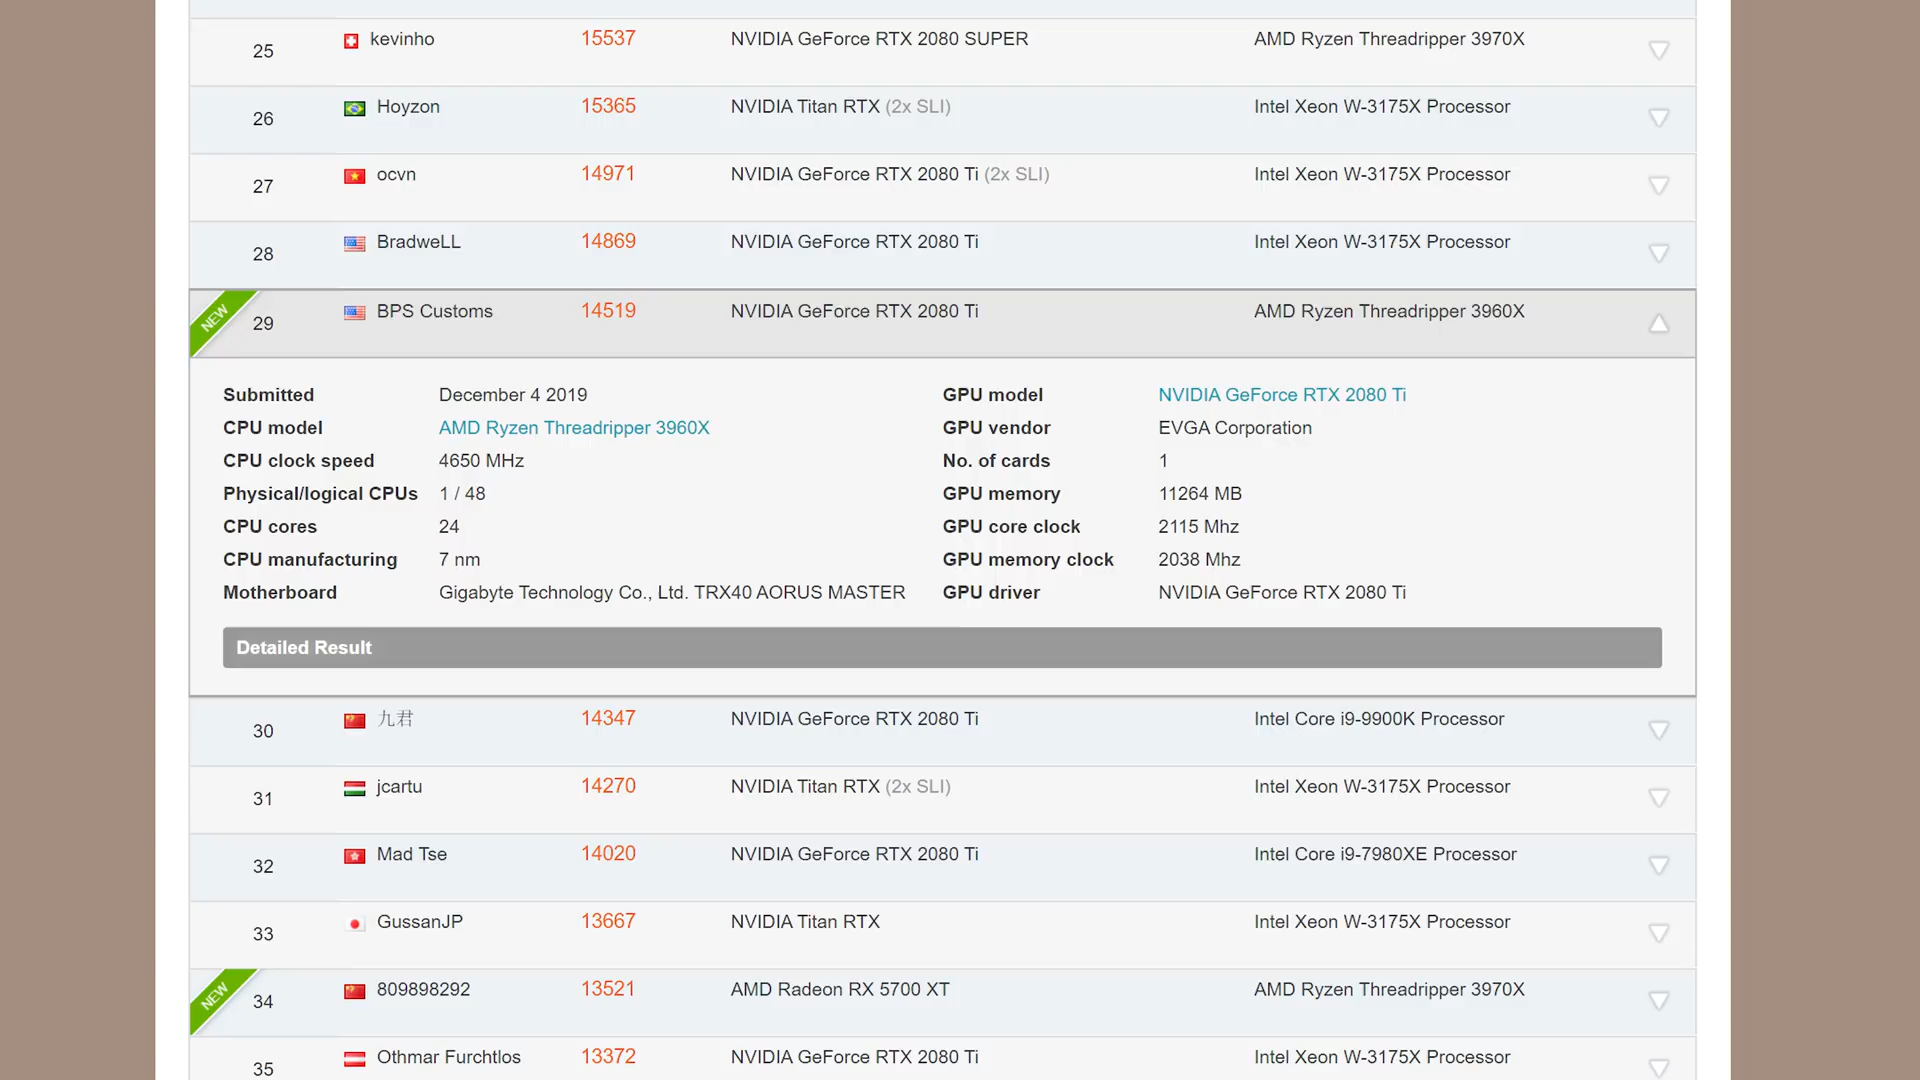 25 kevinho 15537 NVIDIA GeForce RTX 2080 SUPER AMD Ryzen Threadripper 3970X
26 Hoyzon 15365 NVIDIA Titan RTX (2x SLI) Intel Xeon W-3175X Processor
27 ocvn 14971 NVIDIA GeForce RTX 2080 Ti (2x SLI) Intel Xeon W-3175X Processor
28 BradweLL 14869 NVIDIA GeForce RTX 2080 Ti Intel Xeon W-3175X Processor
NEW 29 BPS Customs 14519 NVIDIA GeForce RTX 2080 Ti AMD Ryzen Threadripper 3960X
Submitted December 4 2019 GPU model NVIDIA GeForce RTX 2080 Ti
CPU model AMD Ryzen Threadripper 3960X GPU vendor EVGA Corporation
CPU clock speed 4650 MHz No. of cards 1
Physical/logical CPUs 1 / 48 GPU memory 11264 MB
CPU cores 24 GPU core clock 2115 Mhz
CPU manufacturing 7 nm GPU memory clock 2038 Mhz
Motherboard Gigabyte Technology Co., Ltd. TRX40 AORUS MASTER GPU driver NVIDIA GeForce RTX 2080 Ti
Detailed Result
30 九君 14347 NVIDIA GeForce RTX 2080 Ti Intel Core i9-9900K Processor
31 jcartu 14270 NVIDIA Titan RTX (2x SLI) Intel Xeon W-3175X Processor
32 Mad Tse 14020 NVIDIA GeForce RTX 2080 Ti Intel Core i9-7980XE Processor
33 GussanJP 13667 NVIDIA Titan RTX Intel Xeon W-3175X Processor
NEW 34 809898292 13521 AMD Radeon RX 5700 XT AMD Ryzen Threadripper 3970X
35 Othmar Furchtlos 13372 NVIDIA GeForce RTX 2080 Ti Intel Xeon W-3175X Processor